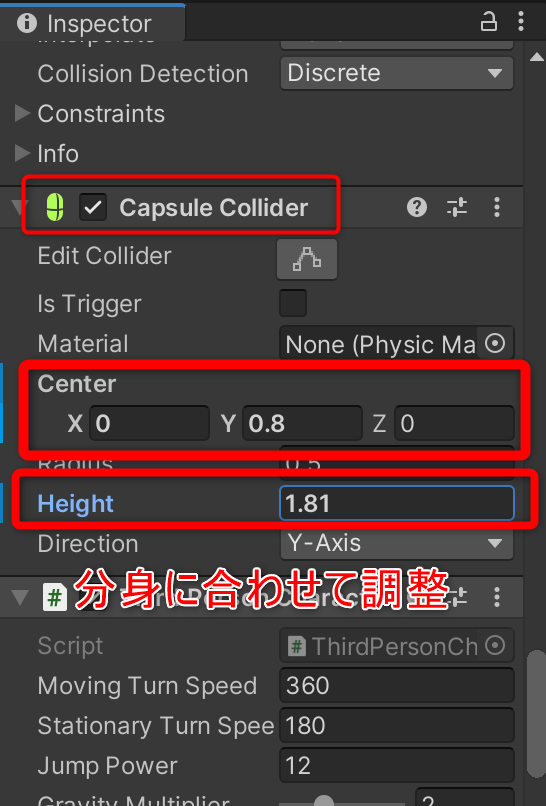 Inspector
Interpolate
Collision Detection Discrete
Constraints
Info
Capsule Collider
Edit Collider
Is Trigger
Material None (Physic Ma
Center
X 0 Y 0.8 Z 0
Radius 0.5
Height 1.81
Direction Y-Axis
分身に合わせて調整
Script # ThirdPersonCh
Moving Turn Speed 360
Stationary Turn Spee 180
Jump Power 12
Gravity Multiplier 2